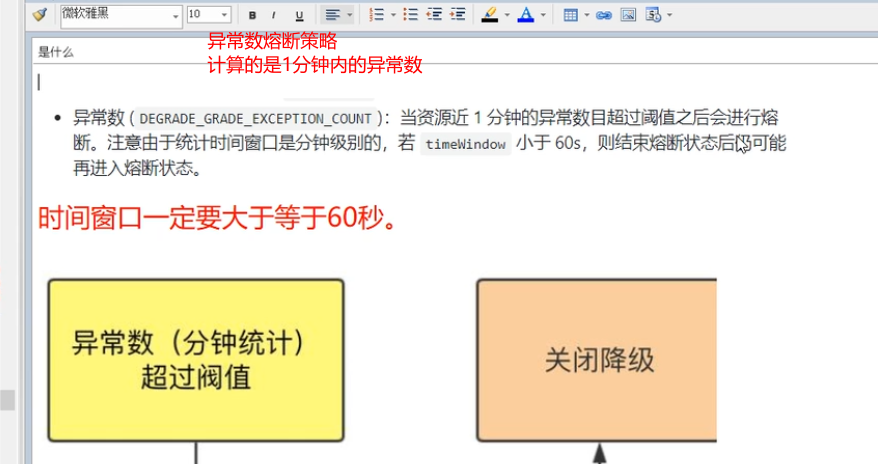 微软雅黑
10
B I U
异常数熔断策略
计算的是1分钟内的异常数
是什么
异常数 (DEGRADE_GRADE_EXCEPTION_COUNT)：当资源近 1 分钟的异常数目超过阈值之后会进行熔
断。注意由于统计时间窗口是分钟级别的，若 timeWindow 小于 60s，则结束熔断状态后仍可能
再进入熔断状态。
时间窗口一定要大于等于60秒。
异常数（分钟统计）
超过阀值
关闭降级